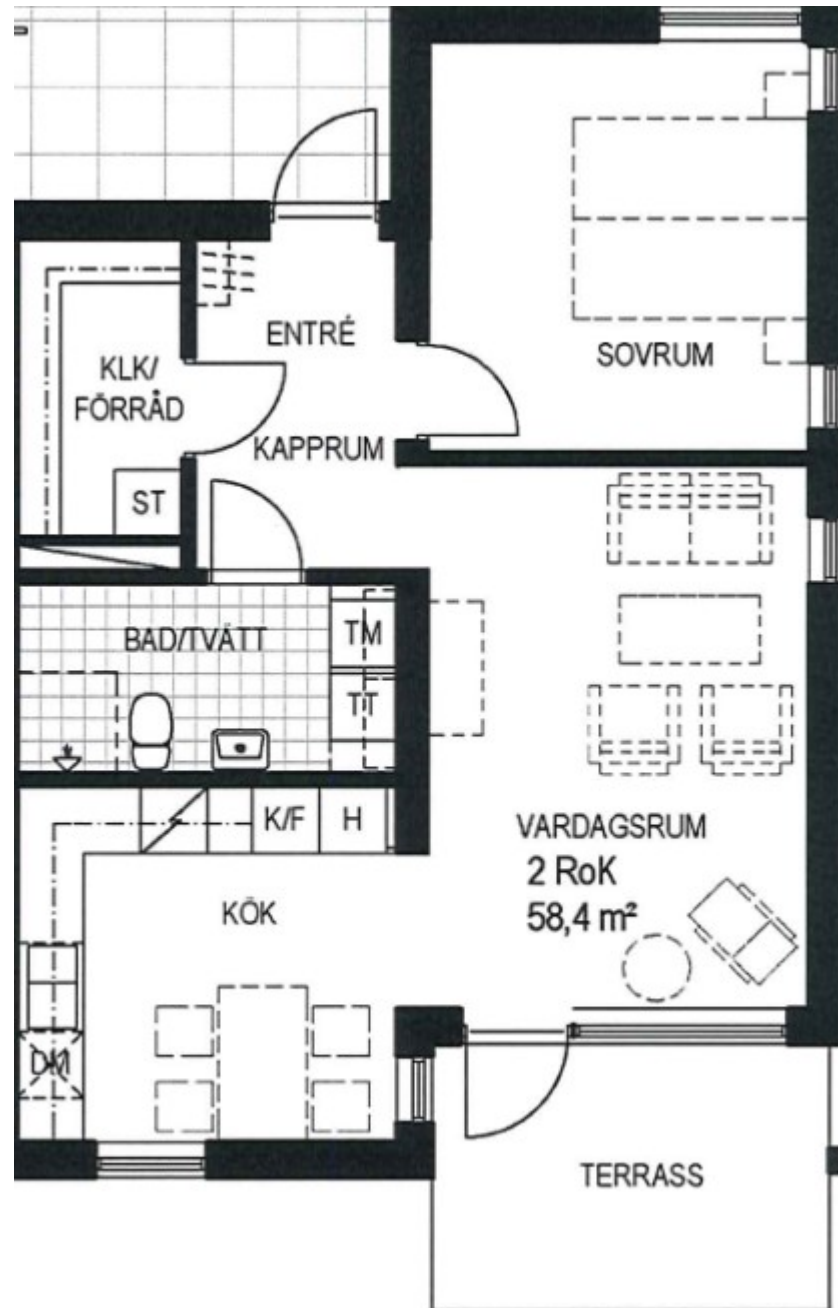 ENTRÉ
SOVRUM
KLK/
FÖRRÅD
KAPPRUM
ST
BAD/TVÄTT
TM
TT
K/F
H
VARDAGSRUM
2 RoK
58,4 m²
KÖK
DM
TERRASS